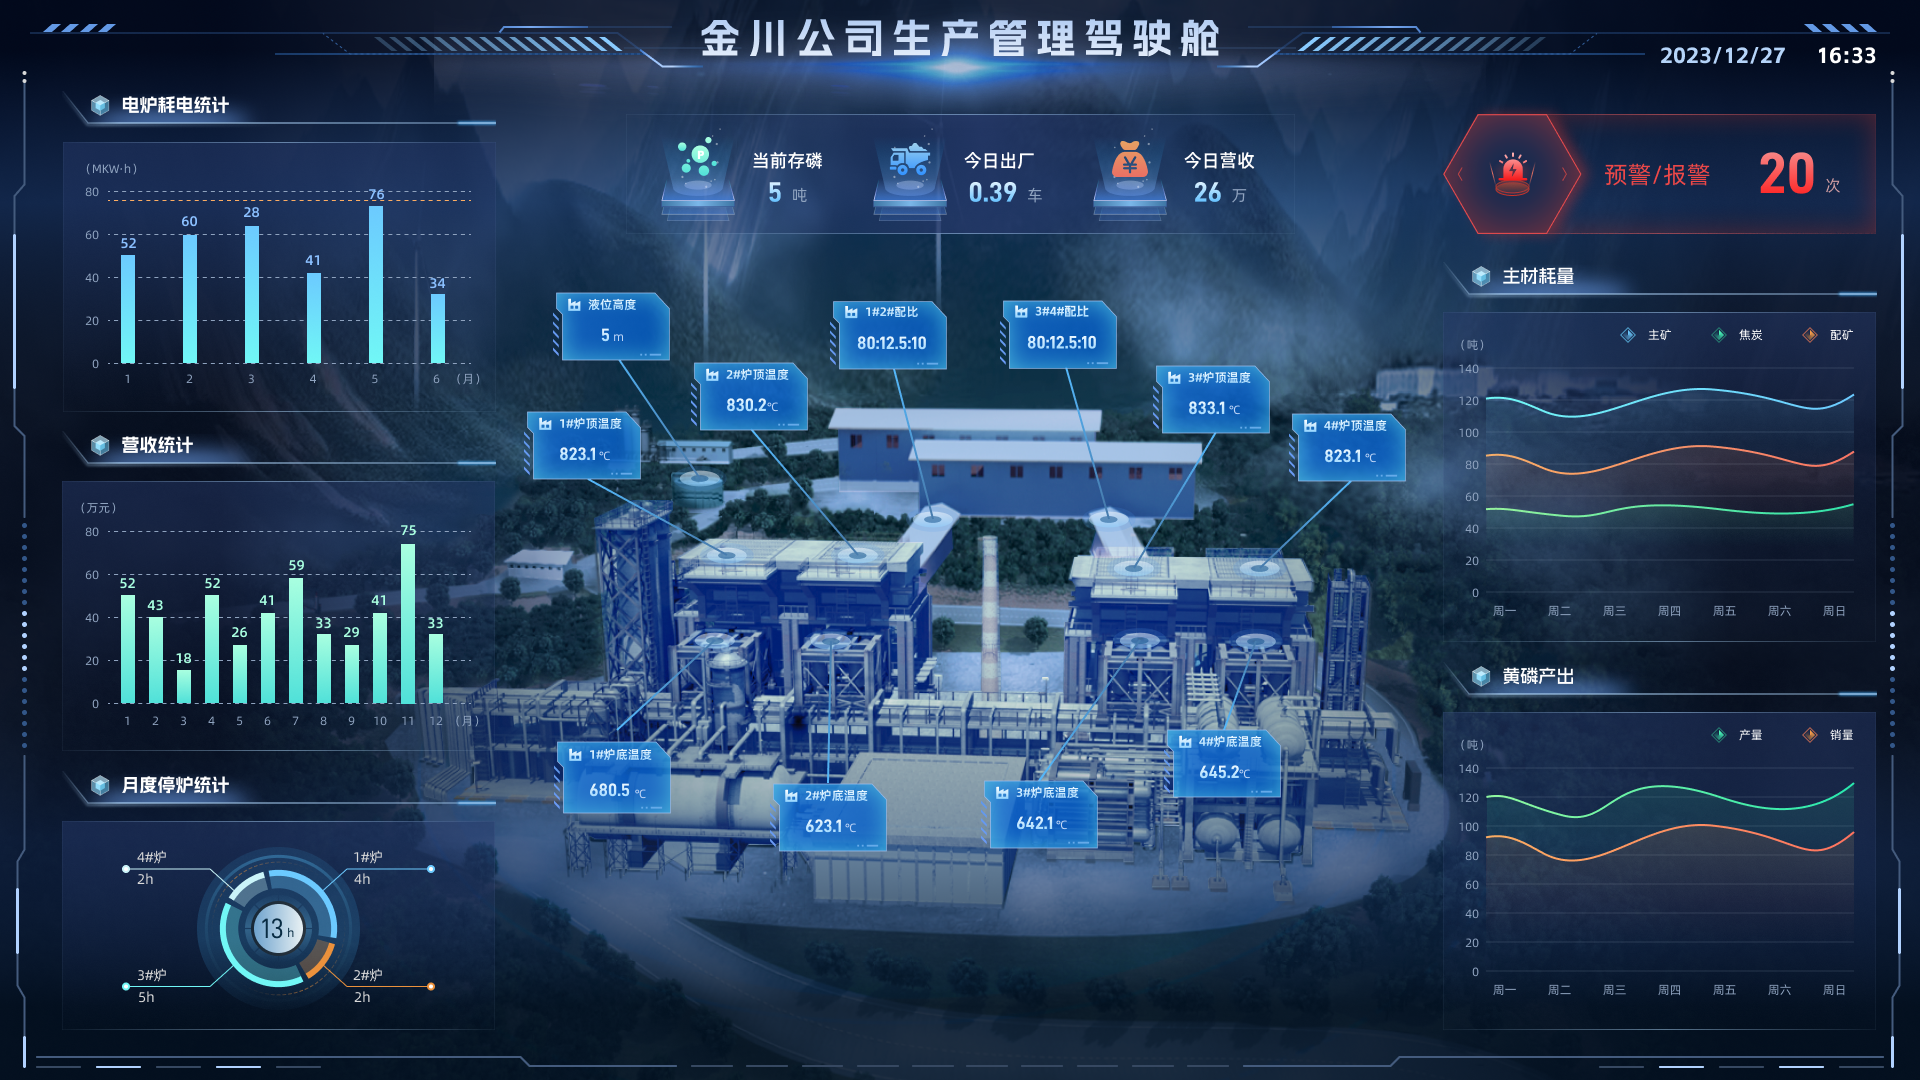 金川公司生产管理驾驶舱
2023/12/27 16:33
电炉耗电统计
(MKW·h)
80
60
40
20
0
52
60
28
41
76
34
1 2 3 4 5 6 (月)
营收统计
(万元)
80
60
40
20
0
52
43
18
52
26
41
59
33
29
41
75
33
1 2 3 4 5 6 7 8 9 10 11 12 (月)
月度停炉统计
4#炉
2h
1#炉
4h
13 h
3#炉
5h
2#炉
2h
当前存磷
5 吨
今日出厂
0.39 车
今日营收
26 万
P
¥
液位高度
5 m
1#2#配比
80:12.5:10
3#4#配比
80:12.5:10
2#炉顶温度
830.2℃
3#炉顶温度
833.1℃
1#炉顶温度
823.1℃
4#炉顶温度
823.1℃
1#炉底温度
680.5 ℃
2#炉底温度
623.1℃
3#炉底温度
642.1℃
4#炉底温度
645.2℃
预警/报警 20 次
主材耗量
主矿 焦炭 配矿
(吨)
140
120
100
80
60
40
20
0
周一 周二 周三 周四 周五 周六 周日
黄磷产出
产量 销量
(吨)
140
120
100
80
60
40
20
0
周一 周二 周三 周四 周五 周六 周日